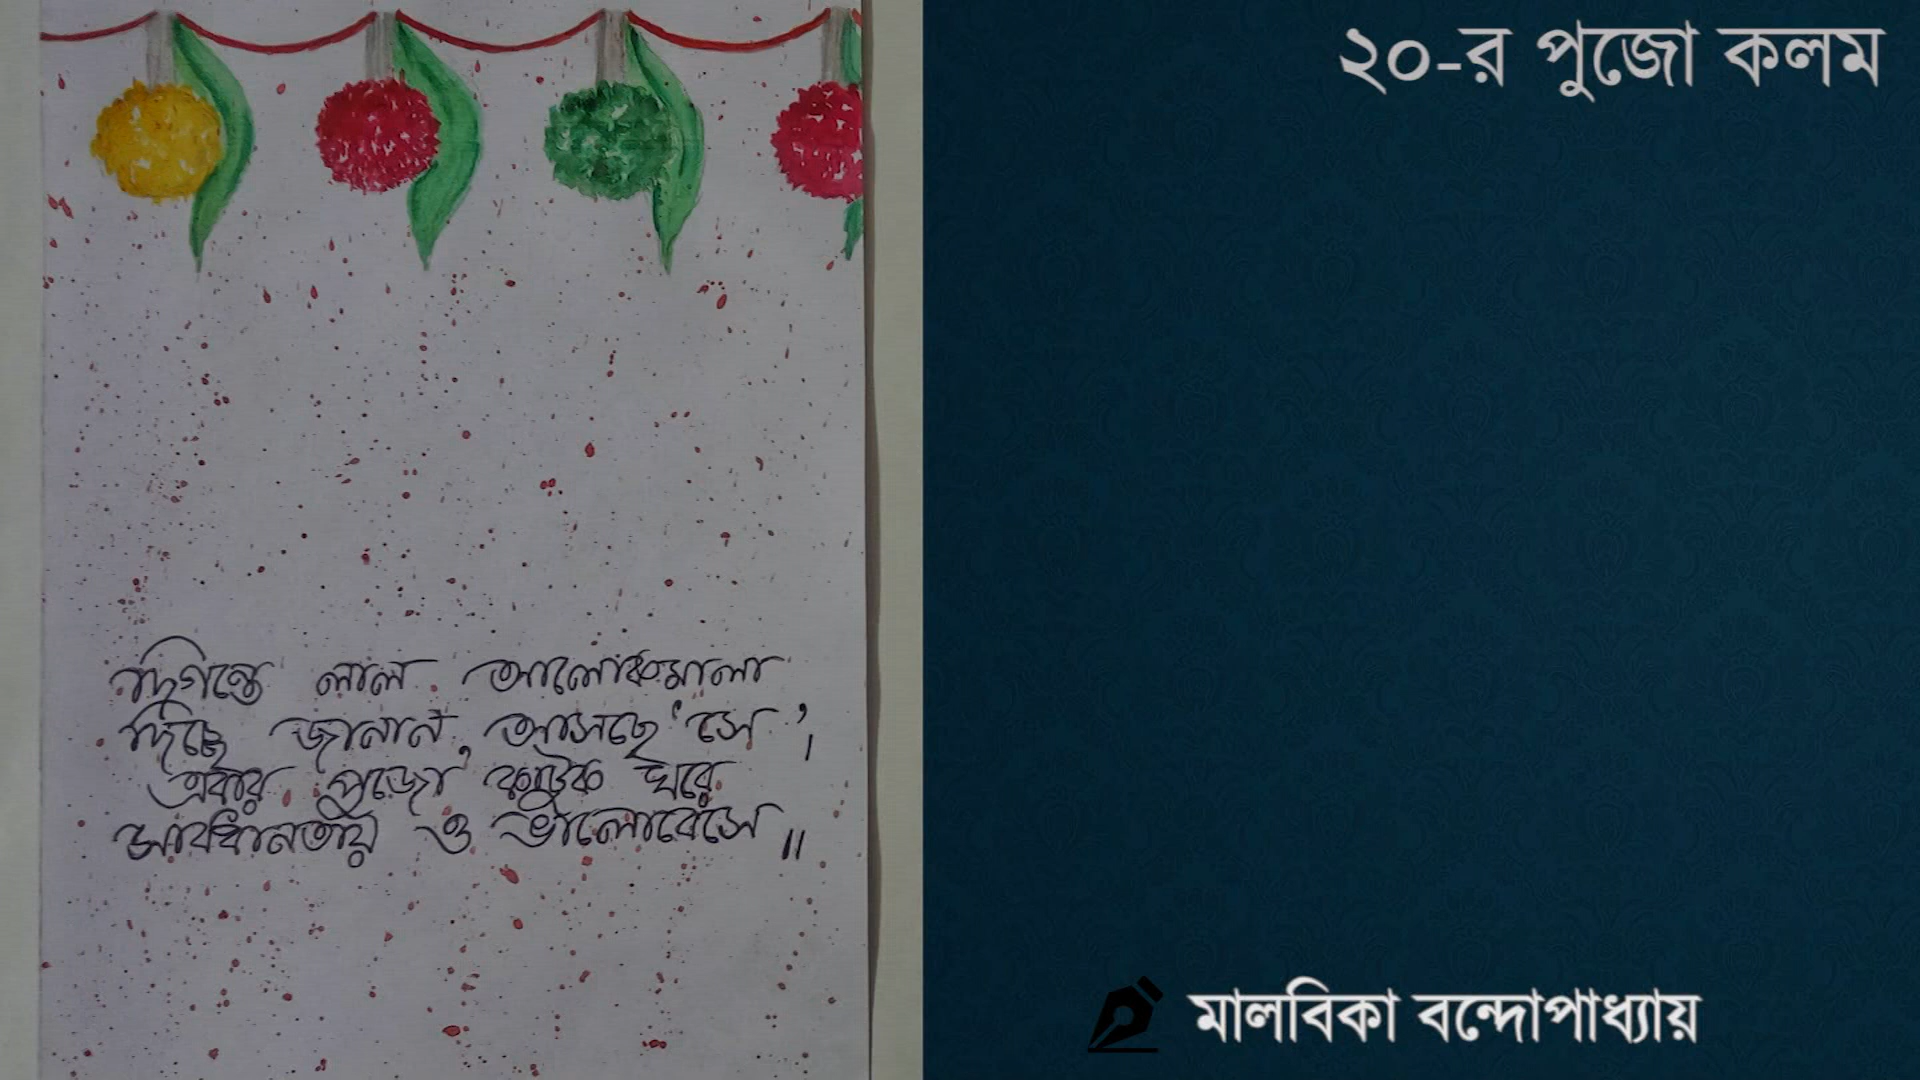 ২০-র পুজো কলম
দিগন্তে লাল আলোকমালা
দিচ্ছে জানান, আসছে 'সে',
এবার পুজো কাটুক ঘরে
সাবধানতায় ও ভালোবেসে ॥
মালবিকা বন্দোপাধ্যায়